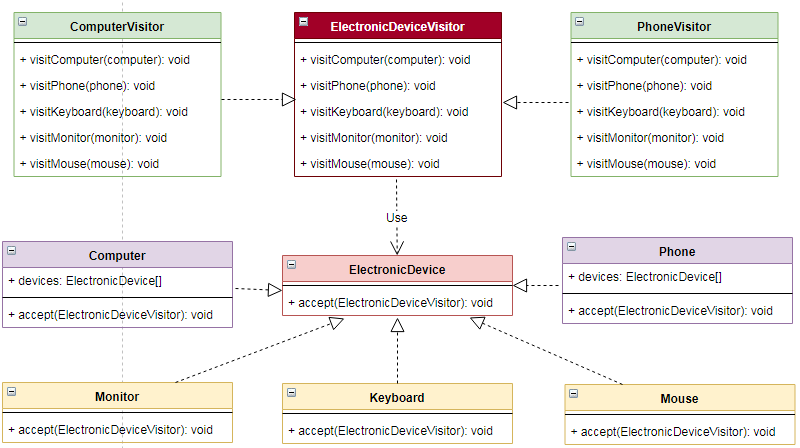 ComputerVisitor
+ visitComputer(computer): void
+ visitPhone(phone): void
+ visitKeyboard(keyboard): void
+ visitMonitor(monitor): void
+ visitMouse(mouse): void
ElectronicDeviceVisitor
+ visitComputer(computer): void
+ visitPhone(phone): void
+ visitKeyboard(keyboard): void
+ visitMonitor(monitor): void
+ visitMouse(mouse): void
PhoneVisitor
+ visitComputer(computer): void
+ visitPhone(phone): void
+ visitKeyboard(keyboard): void
+ visitMonitor(monitor): void
+ visitMouse(mouse): void
Use
Computer
+ devices: ElectronicDevice[]
+ accept(ElectronicDeviceVisitor): void
ElectronicDevice
+ accept(ElectronicDeviceVisitor): void
Phone
+ devices: ElectronicDevice[]
+ accept(ElectronicDeviceVisitor): void
Monitor
+ accept(ElectronicDeviceVisitor): void
Keyboard
+ accept(ElectronicDeviceVisitor): void
Mouse
+ accept(ElectronicDeviceVisitor): void